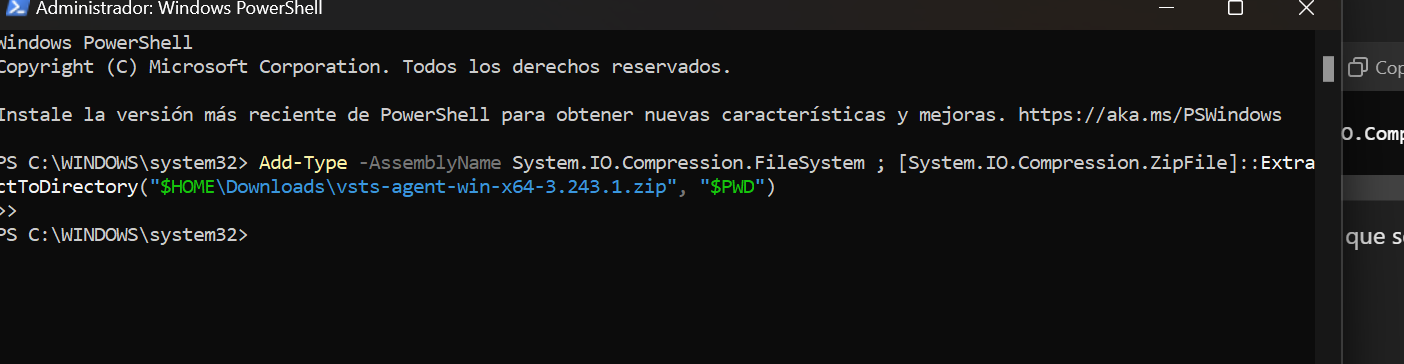 Administrador: Windows PowerShell
Windows PowerShell
Copyright (C) Microsoft Corporation. Todos los derechos reservados.
Instale la versión más reciente de PowerShell para obtener nuevas características y mejoras. https://aka.ms/PSWindows
PS C:\WINDOWS\system32> Add-Type -AssemblyName System.IO.Compression.FileSystem ; [System.IO.Compression.ZipFile]::Extra
ctToDirectory("$HOME\Downloads\vsts-agent-win-x64-3.243.1.zip", "$PWD")
>>
PS C:\WINDOWS\system32>
Cop
O.Comp
que s